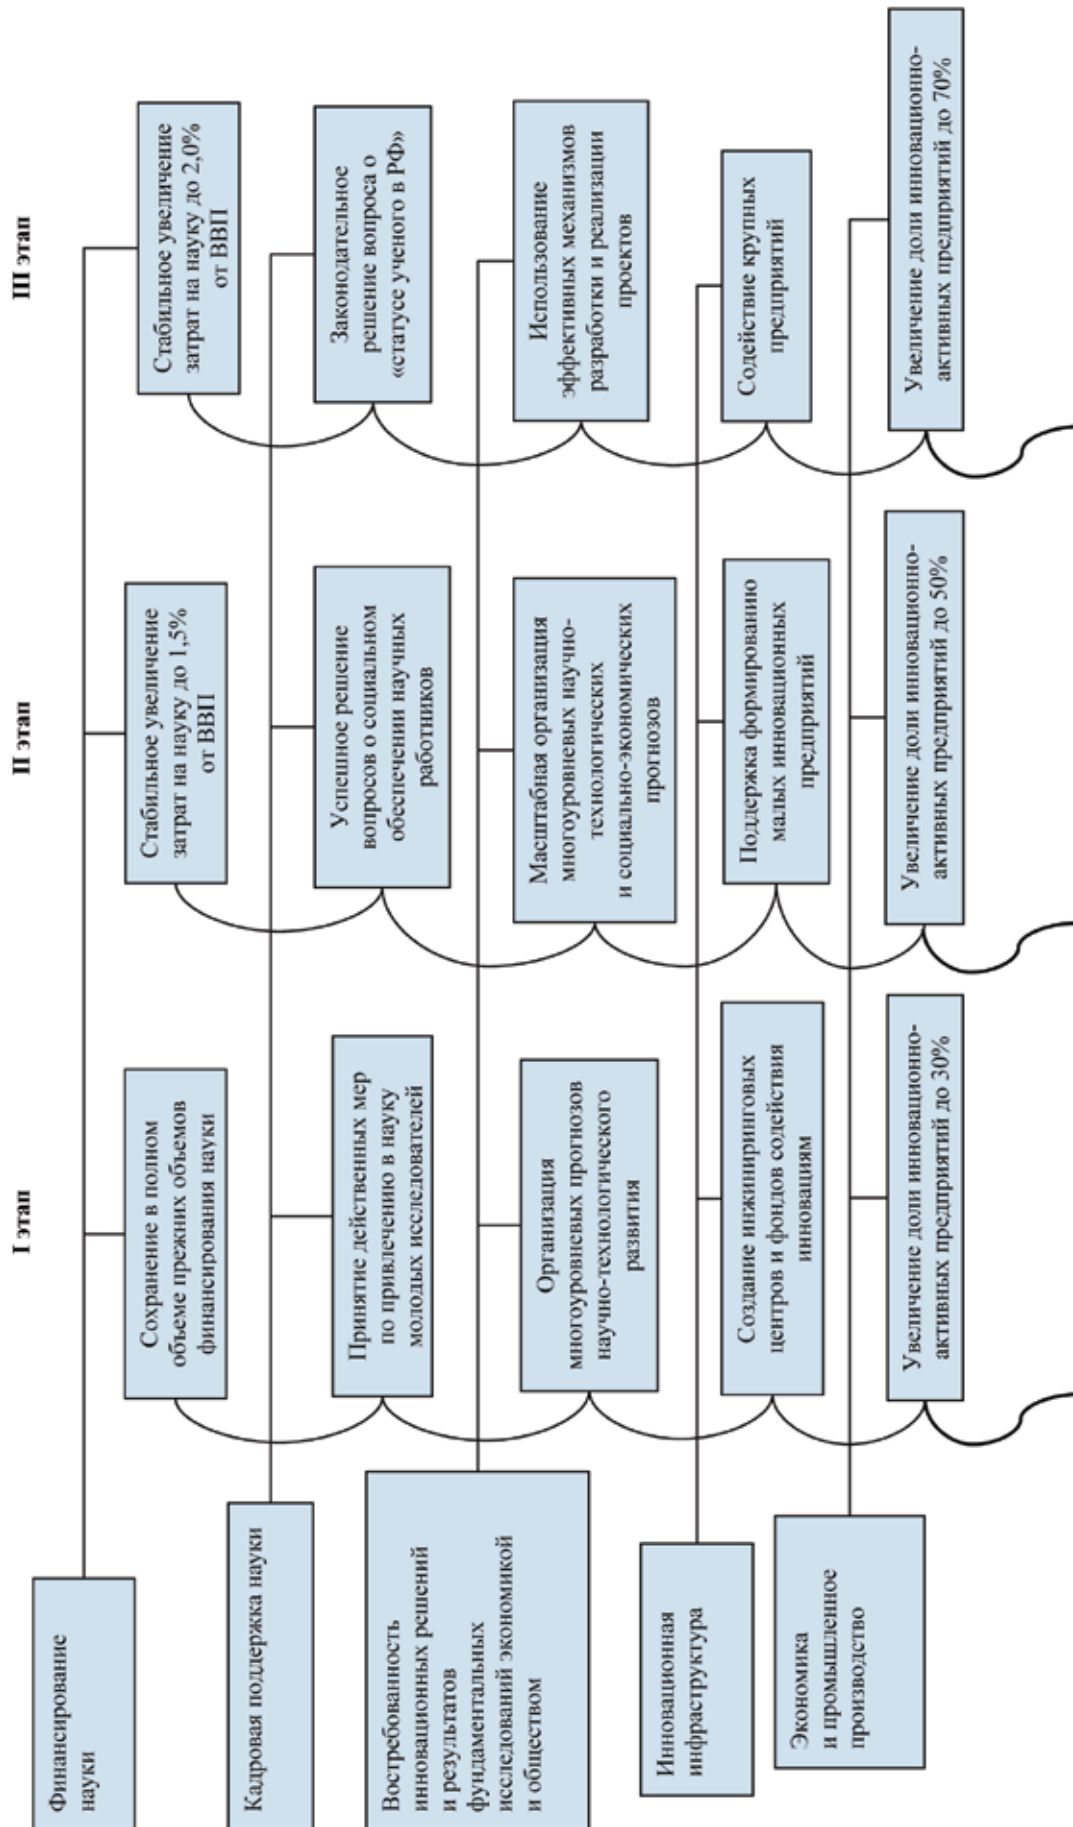 I этап
II этап
III этап
Финансирование
науки
Сохранение в полном
объеме прежних объемов
финансирования науки
Стабильное увеличение
затрат на науку до 1,5%
от ВВП
Стабильное увеличение
затрат на науку до 2,0%
от ВВП
Кадровая поддержка науки
Принятие действенных мер
по привлечению в науку
молодых исследователей
Успешное решение
вопросов о социальном
обеспечении научных
работников
Законодательное
решение вопроса о
«статусе ученого в РФ»
Востребованность
инновационных решений
и результатов
фундаментальных
исследований экономикой
и обществом
Организация
многоуровневых прогнозов
научно-технологического
развития
Масштабная организация
многоуровневых научно-
технологических
и социально-экономических
прогнозов
Использование
эффективных механизмов
разработки и реализации
проектов
Инновационная
инфраструктура
Создание инжиниринговых
центров и фондов содействия
инновациям
Поддержка формированию
малых инновационных
предприятий
Содействие крупных
предприятий
Экономика
и промышленное
производство
Увеличение доли инновационно-
активных предприятий до 30%
Увеличение доли инновационно-
активных предприятий до 50%
Увеличение доли инновационно-
активных предприятий до 70%